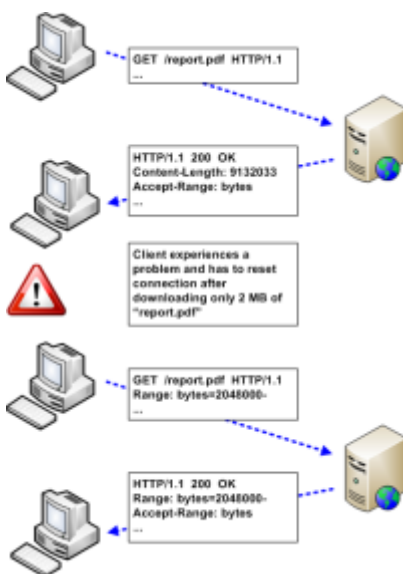 GET /report.pdf HTTP/1.1
...
HTTP/1.1 200 OK
Content-Length: 9132033
Accept-Range: bytes
...
Client experiences a
problem and has to reset
connection after
downloading only 2 MB of
"report.pdf"
GET /report.pdf HTTP/1.1
Range: bytes=2048000-
...
HTTP/1.1 200 OK
Range: bytes=2048000-
Accept-Range: bytes
...